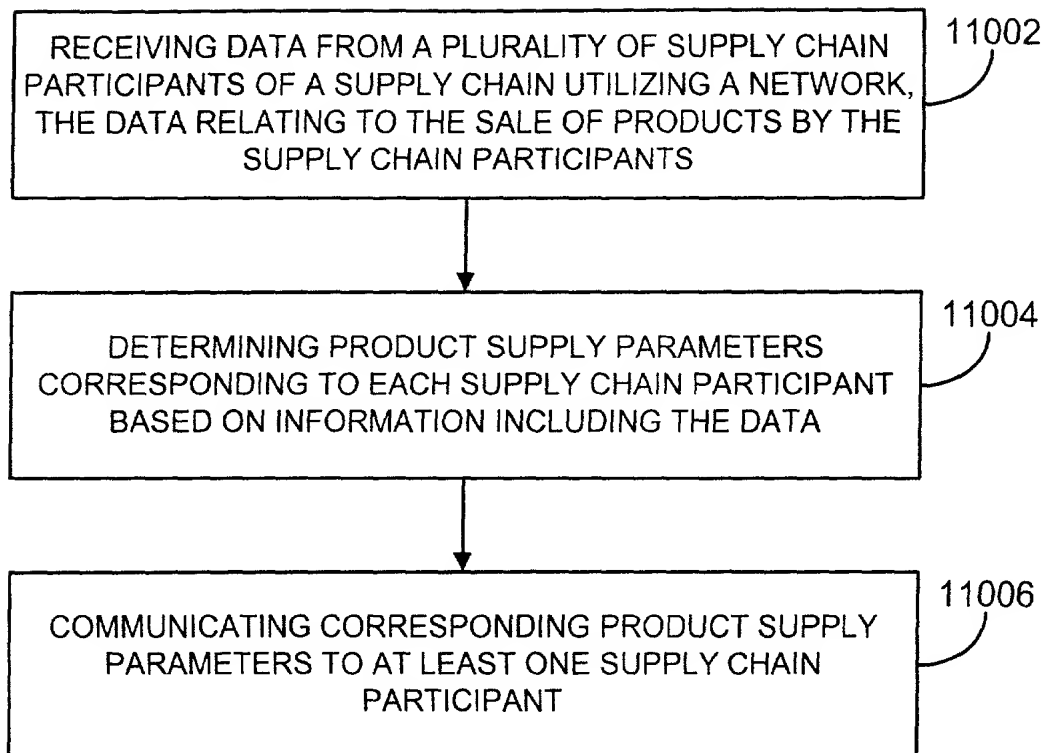 RECEIVING DATA FROM A PLURALITY OF SUPPLY CHAIN
PARTICIPANTS OF A SUPPLY CHAIN UTILIZING A NETWORK,
THE DATA RELATING TO THE SALE OF PRODUCTS BY THE
SUPPLY CHAIN PARTICIPANTS
11002
DETERMINING PRODUCT SUPPLY PARAMETERS
CORRESPONDING TO EACH SUPPLY CHAIN PARTICIPANT
BASED ON INFORMATION INCLUDING THE DATA
11004
COMMUNICATING CORRESPONDING PRODUCT SUPPLY
PARAMETERS TO AT LEAST ONE SUPPLY CHAIN
PARTICIPANT
11006